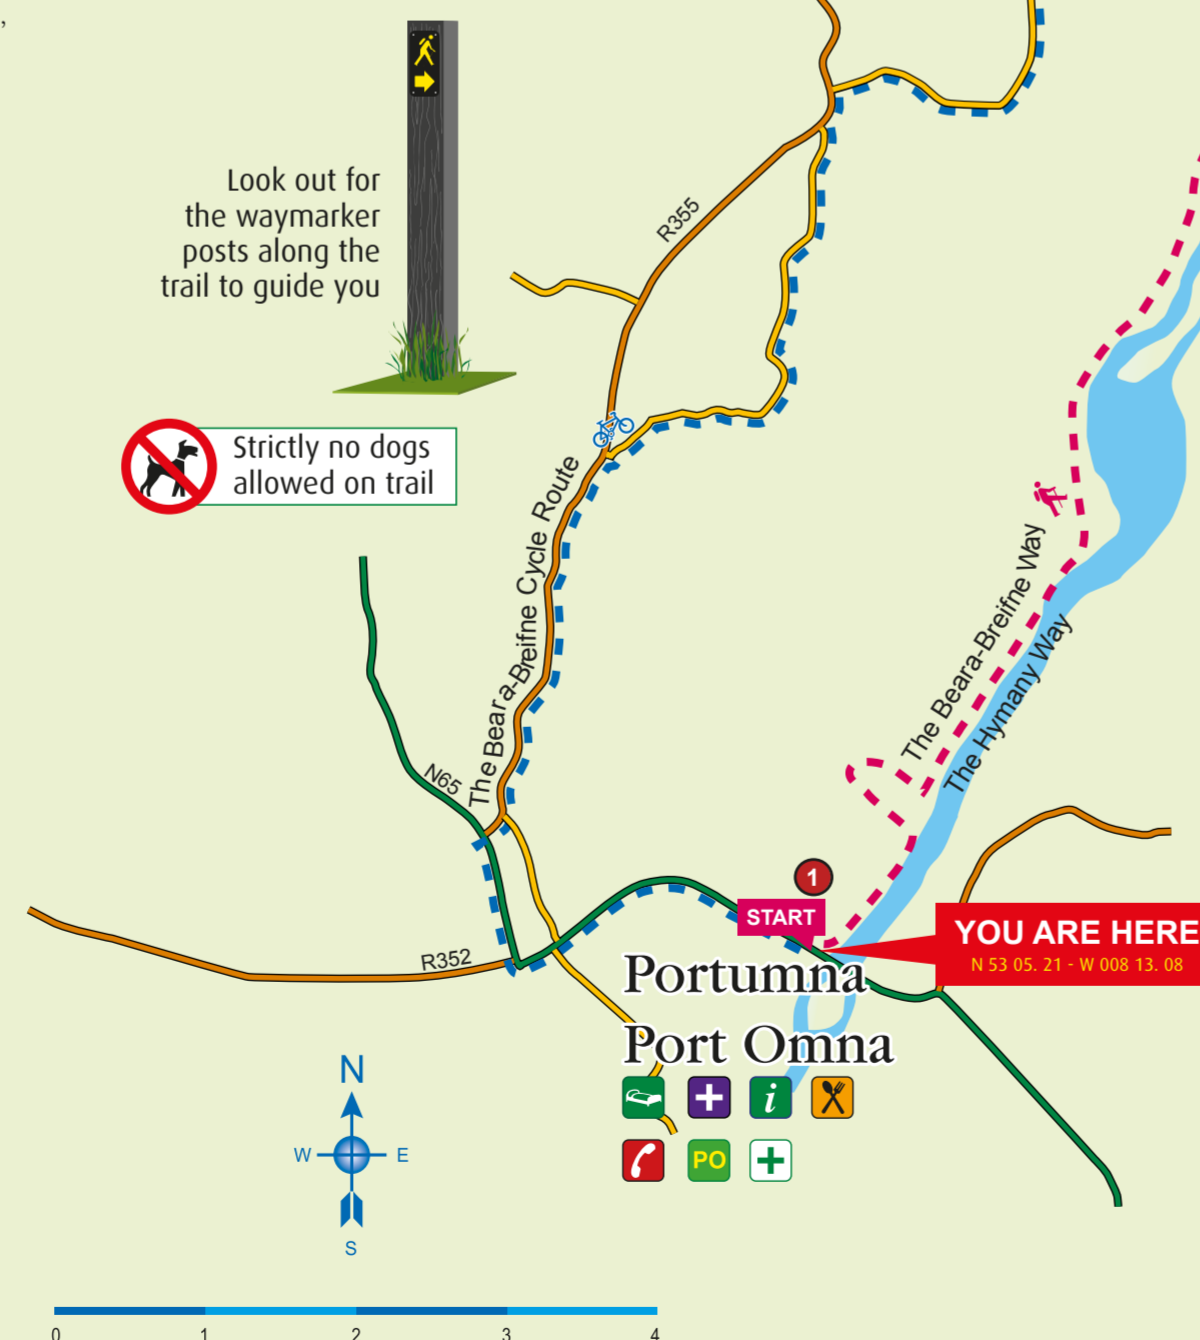 ,
Look out for
the waymarker
posts along the
trail to guide you
Strictly no dogs
allowed on trail
R355
The Beara-Breifne Cycle Route
The Beara-Breifne Way
The Hymany Way
N65
R352
1
START
YOU ARE HERE
N 53 05. 21 - W 008 13. 08
Portumna
Port Omna
i
PO
N
W E
S
0 1 2 3 4